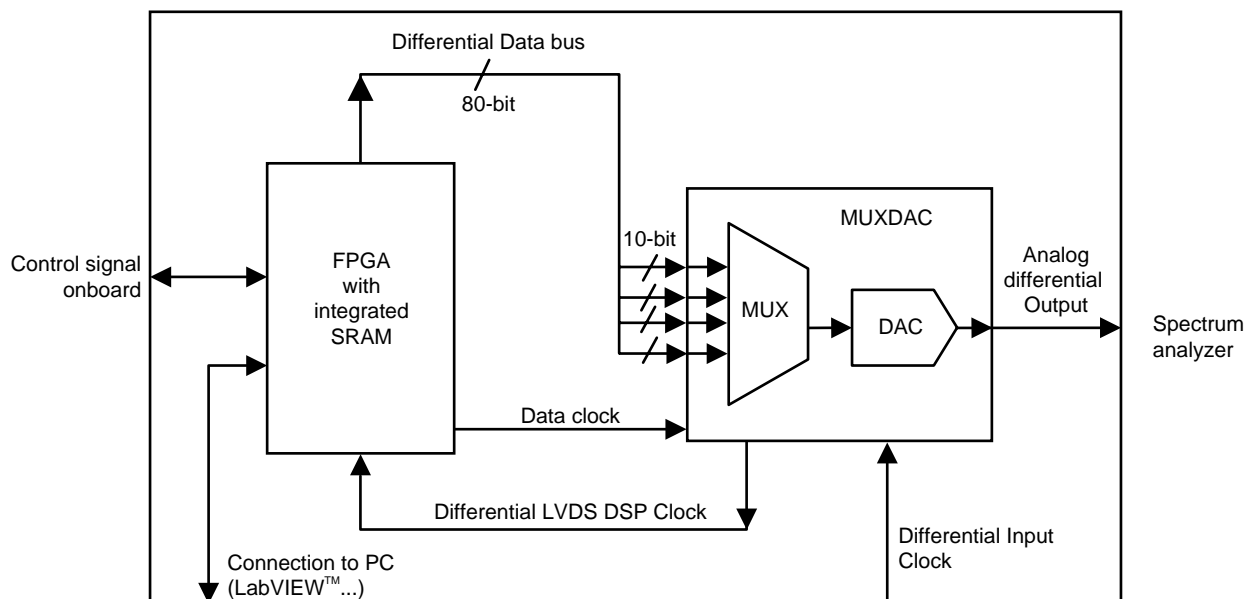 Differential Data bus
80-bit
MUXDAC
10-bit
Control signal
onboard
FPGA
with
integrated
SRAM
MUX
DAC
Analog
differential
Output
Spectrum
analyzer
Data clock
Differential LVDS DSP Clock
Differential Input
Clock
Connection to PC
(LabVIEW™...)